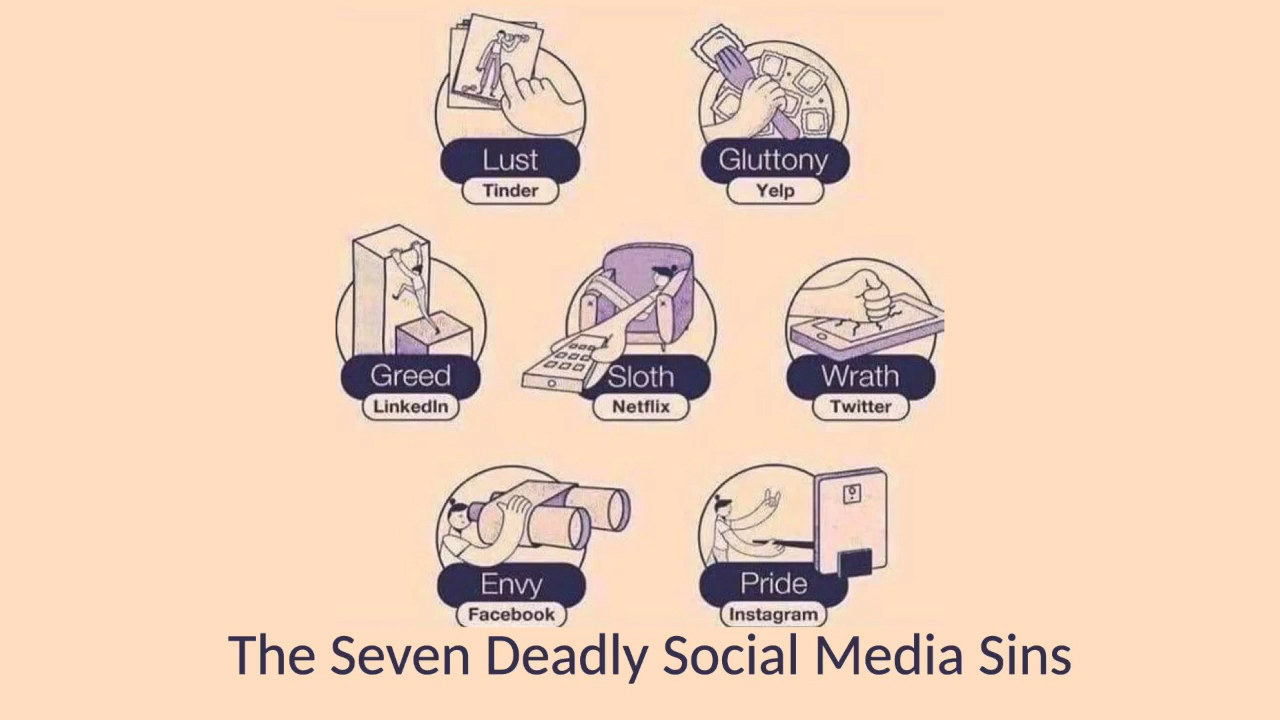 Lust
Tinder
Gluttony
Yelp
Greed
LinkedIn
Sloth
Netflix
Wrath
Twitter
Envy
Facebook
Pride
Instagram
The Seven Deadly Social Media Sins